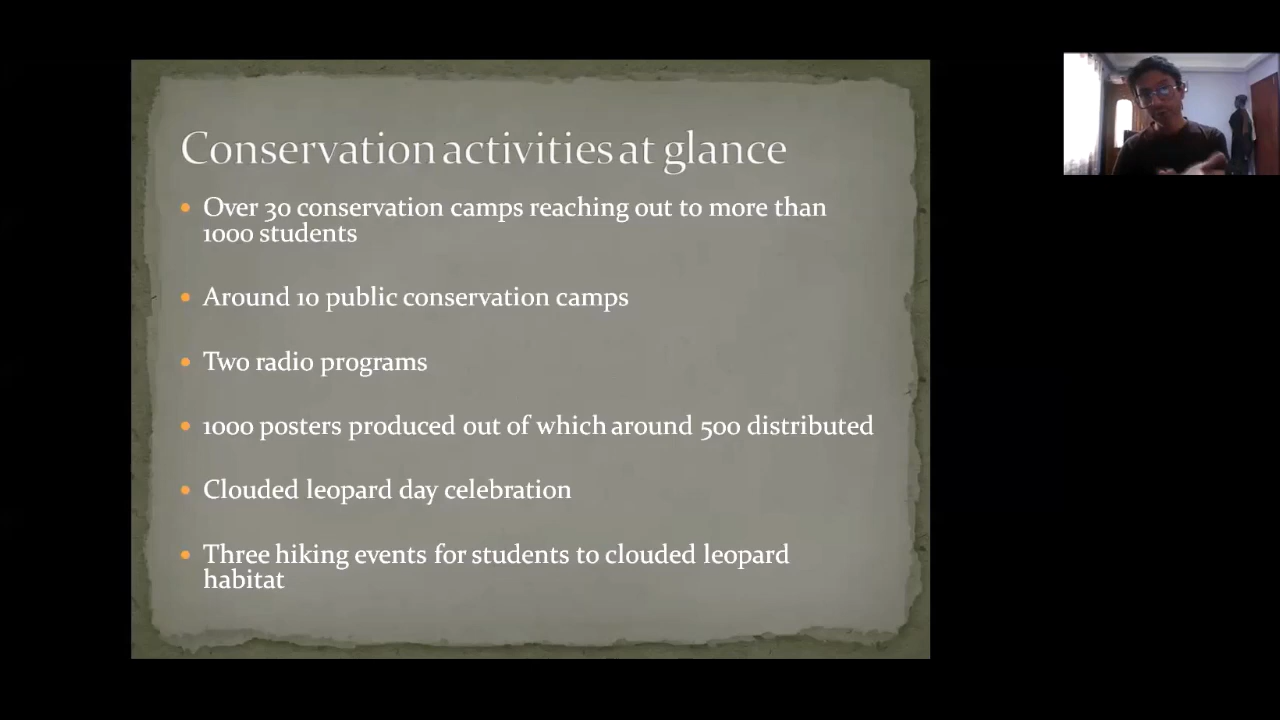 Conservation activities at glance
• Over 30 conservation camps reaching out to more than
1000 students
• Around 10 public conservation camps
• Two radio programs
• 1000 posters produced out of which around 500 distributed
• Clouded leopard day celebration
• Three hiking events for students to clouded leopard
habitat